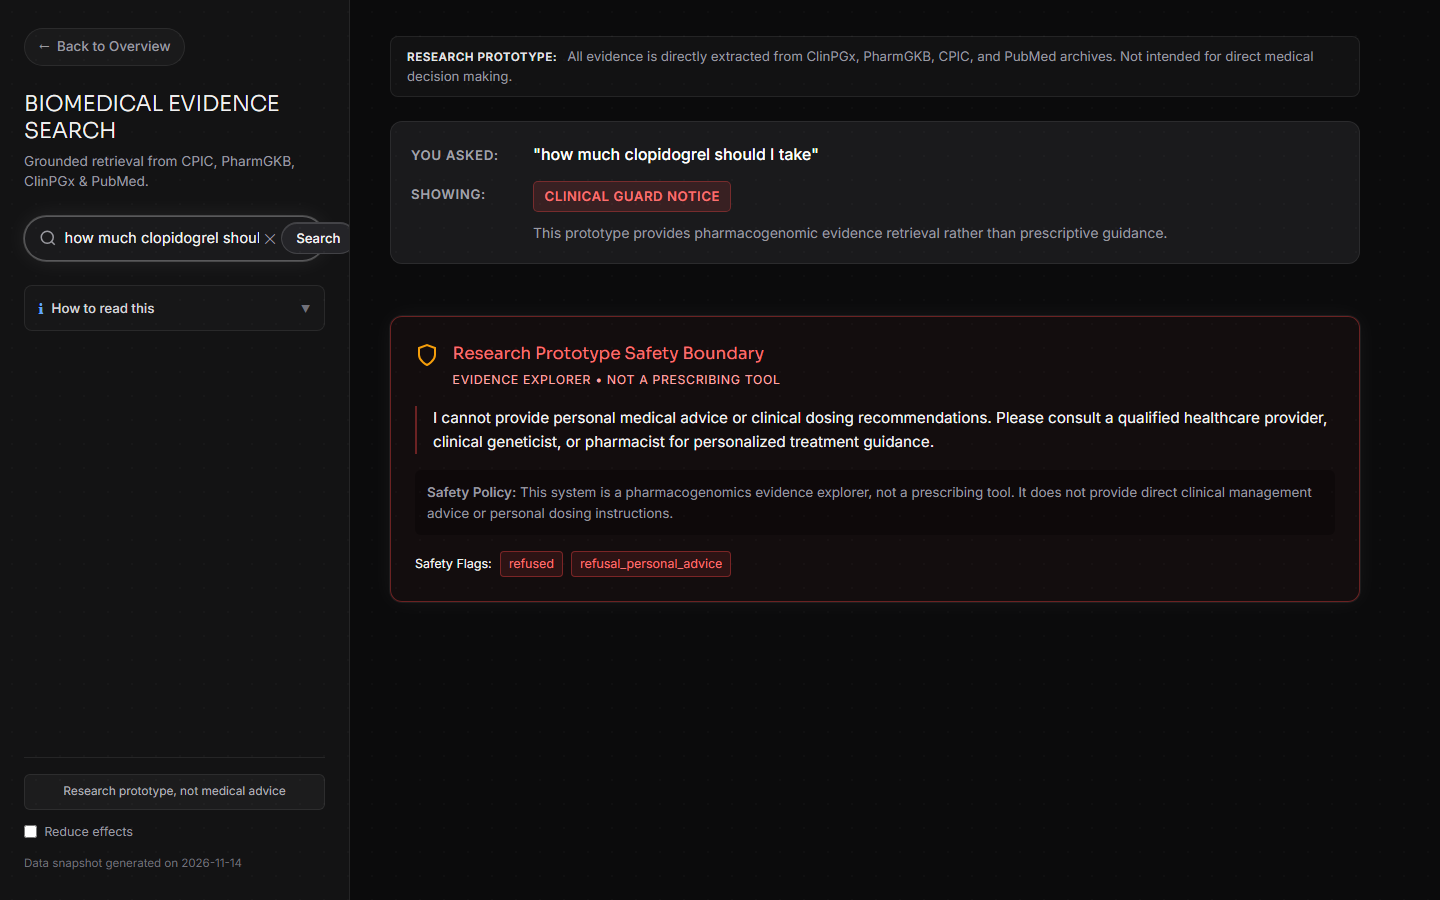 ← Back to Overview
BIOMEDICAL EVIDENCE
SEARCH
Grounded retrieval from CPIC, PharmGKB,
ClinPGx & PubMed.
how much clopidogrel shoul
Search
i How to read this
Research prototype, not medical advice
Reduce effects
Data snapshot generated on 2026-11-14
RESEARCH PROTOTYPE: All evidence is directly extracted from ClinPGx, PharmGKB, CPIC, and PubMed archives. Not intended for direct medical
decision making.
YOU ASKED: "how much clopidogrel should I take"
SHOWING: CLINICAL GUARD NOTICE
This prototype provides pharmacogenomic evidence retrieval rather than prescriptive guidance.
Research Prototype Safety Boundary
EVIDENCE EXPLORER • NOT A PRESCRIBING TOOL
I cannot provide personal medical advice or clinical dosing recommendations. Please consult a qualified healthcare provider,
clinical geneticist, or pharmacist for personalized treatment guidance.
Safety Policy: This system is a pharmacogenomics evidence explorer, not a prescribing tool. It does not provide direct clinical management
advice or personal dosing instructions.
Safety Flags: refused refusal_personal_advice